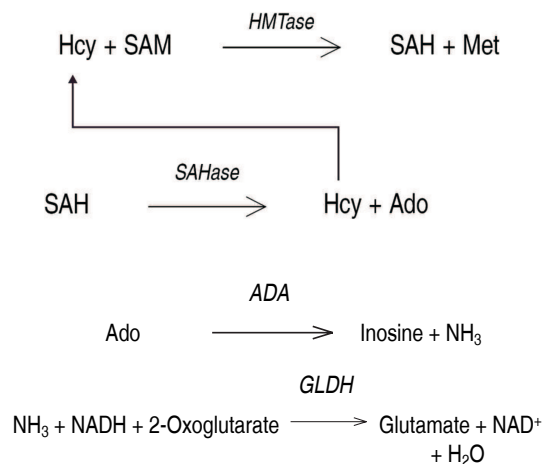 HMTase
Hcy + SAM SAH + Met
SAHase
SAH Hcy + Ado
ADA
Ado Inosine + NH₃
GLDH
NH₃ + NADH + 2-Oxoglutarate Glutamate + NAD⁺
+ H₂O